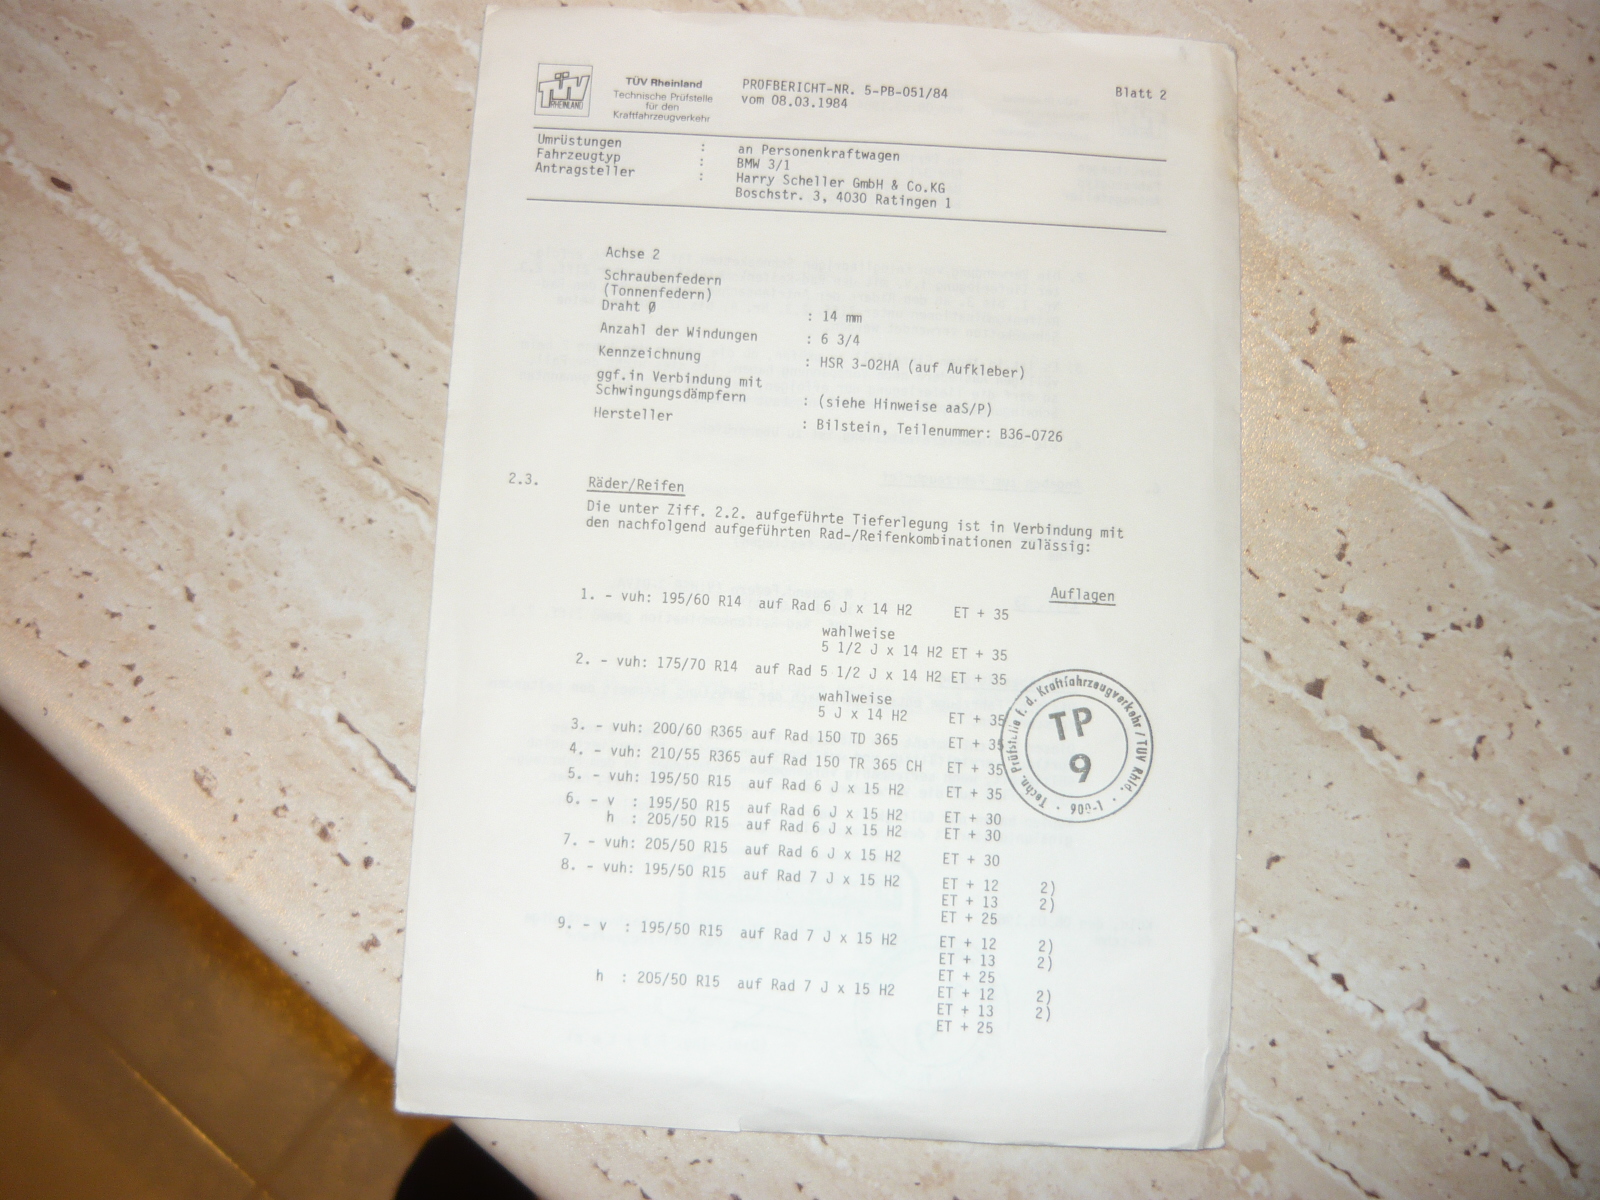 TÜV
RHEINLAND
TÜV Rheinland
Technische Prüfstelle
für den
Kraftfahrzeugverkehr
PRÜFBERICHT-NR. 5-PB-051/84
vom 08.03.1984
Blatt 2
Umrüstungen : an Personenkraftwagen
Fahrzeugtyp : BMW 3/1
Antragsteller : Harry Scheller GmbH & Co.KG
Boschstr. 3, 4030 Ratingen 1
Achse 2
Schraubenfedern
(Tonnenfedern)
Draht Ø : 14 mm
Anzahl der Windungen : 6 3/4
Kennzeichnung : HSR 3-02HA (auf Aufkleber)
ggf.in Verbindung mit
Schwingungsdämpfern : (siehe Hinweise aaS/P)
Hersteller : Bilstein, Teilenummer: B36-0726
2.3. Räder/Reifen
Die unter Ziff. 2.2. aufgeführte Tieferlegung ist in Verbindung mit
den nachfolgend aufgeführten Rad-/Reifenkombinationen zulässig:
Auflagen
1. - vuh: 195/60 R14 auf Rad 6 J x 14 H2 ET + 35
wahlweise
5 1/2 J x 14 H2 ET + 35
2. - vuh: 175/70 R14 auf Rad 5 1/2 J x 14 H2 ET + 35
wahlweise
5 J x 14 H2 ET + 35
3. - vuh: 200/60 R365 auf Rad 150 TD 365 ET + 35
4. - vuh: 210/55 R365 auf Rad 150 TR 365 CH ET + 35
5. - vuh: 195/50 R15 auf Rad 6 J x 15 H2 ET + 35
6. - v : 195/50 R15 auf Rad 6 J x 15 H2 ET + 30
h : 205/50 R15 auf Rad 6 J x 15 H2 ET + 30
7. - vuh: 205/50 R15 auf Rad 6 J x 15 H2 ET + 30
8. - vuh: 195/50 R15 auf Rad 7 J x 15 H2 ET + 12 2)
ET + 13 2)
ET + 25
9. - v : 195/50 R15 auf Rad 7 J x 15 H2 ET + 12 2)
ET + 13 2)
ET + 25
h : 205/50 R15 auf Rad 7 J x 15 H2 ET + 12 2)
ET + 13 2)
ET + 25
Techn. Prüfstelle f. d. Kraftfahrzeugverkehr / TÜV Rhld.
TP
9